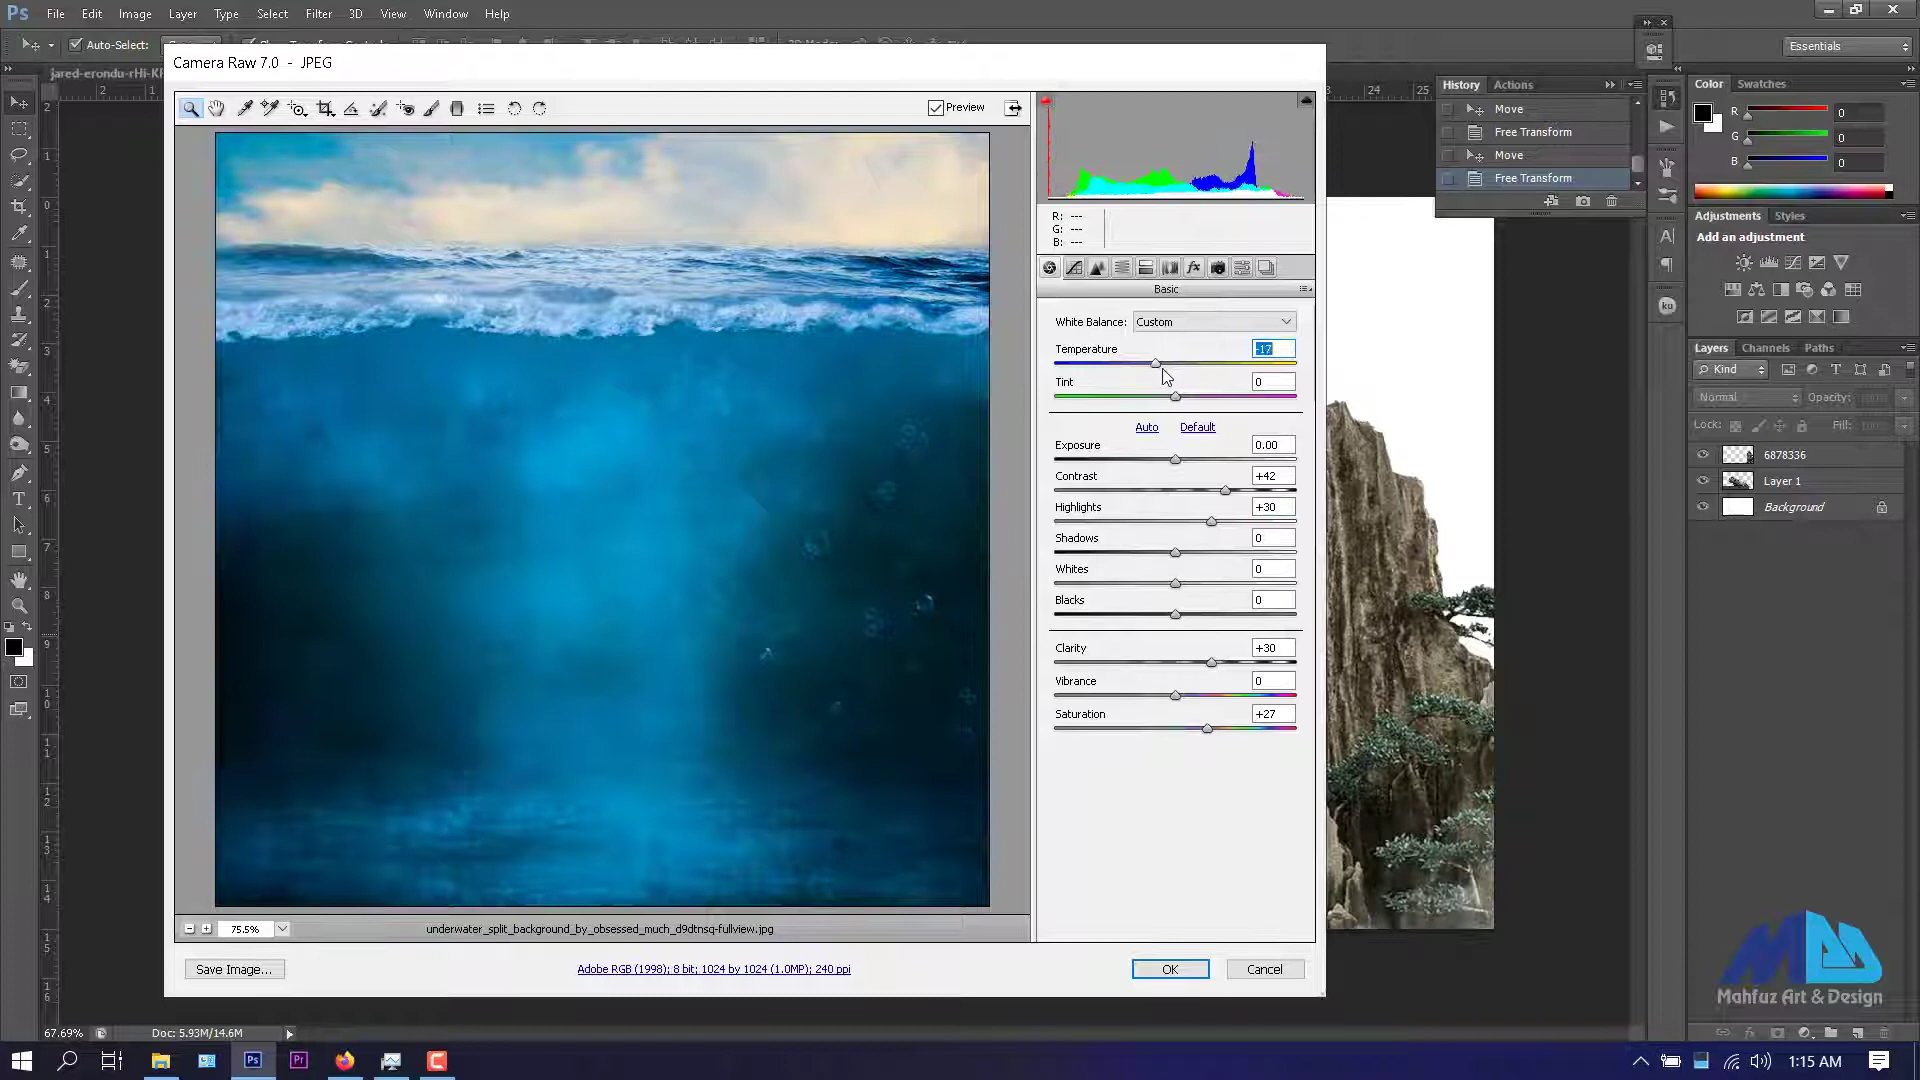 Ps File Edit Image Layer Type Select Filter 3D View Window Help
Auto-Select:
Essentials
Camera Raw 7.0 - JPEG
jared-erondu-rHi-Kh
Preview
R: ---
G: ---
B: ---
Basic
White Balance: Custom
Temperature -17
Tint 0
Auto Default
Exposure 0.00
Contrast +42
Highlights +30
Shadows 0
Whites 0
Blacks 0
Clarity +30
Vibrance 0
Saturation +27
75.5% underwater_split_background_by_obsessed_much_d9dtnsq-fullview.jpg
Save Image... Adobe RGB (1998); 8 bit; 1024 by 1024 (1.0MP); 240 ppi OK Cancel
24 25
History Actions
Move
Free Transform
Move
Free Transform
Color Swatches
R 0
G 0
B 0
Adjustments Styles
Add an adjustment
Layers Channels Paths
Kind
Normal Opacity:
Lock: Fill:
6878336
Layer 1
Background
Mahfuz Art & Design
67.69% Doc: 5.93M/14.6M
Ps Pr 1:15 AM